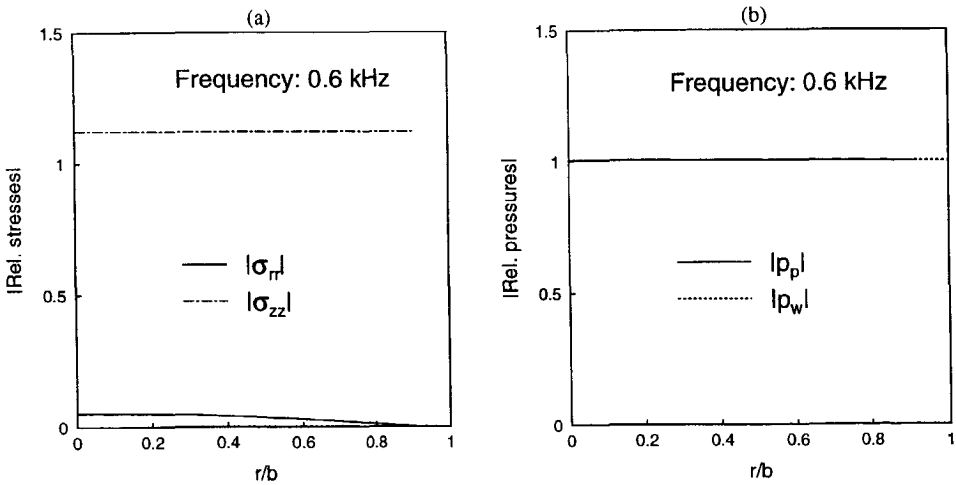 (a)
1.5
Frequency: 0.6 kHz
1
|Rel. stresses|
|σrr|
|σzz|
0.5
0
0 0.2 0.4 0.6 0.8 1
r/b
(b)
1.5
Frequency: 0.6 kHz
1
|Rel. pressures|
|pp|
|pw|
0.5
0
0 0.2 0.4 0.6 0.8 1
r/b